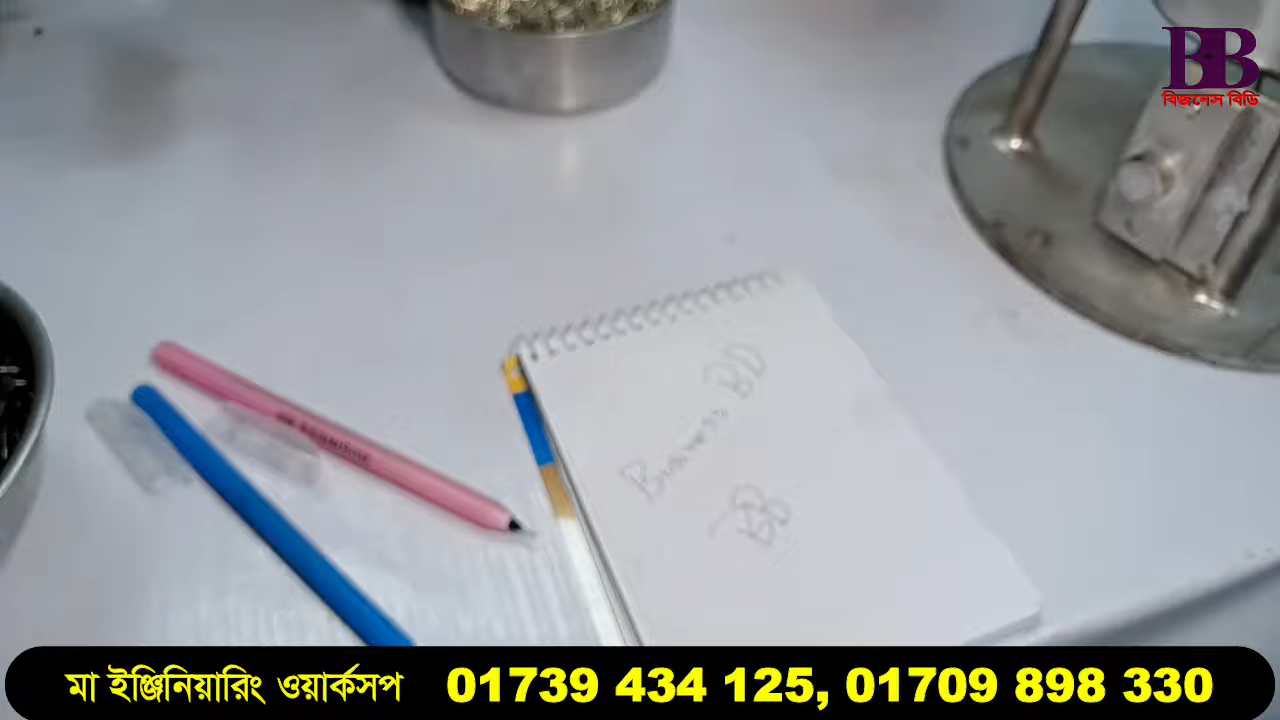 BB
বিজনেস বিডি
Business BD
BB
মা ইঞ্জিনিয়ারিং ওয়ার্কসপ 01739 434 125, 01709 898 330